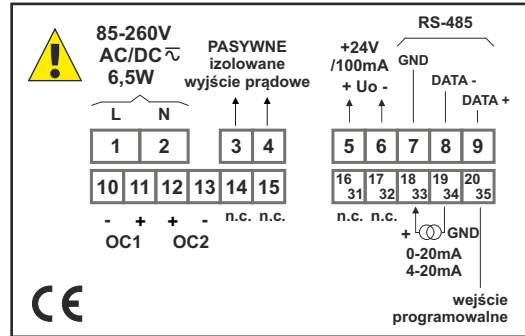 RS-485
85-260V
AC/DC
6,5W
PASYWNE
izolowane
wyjście prądowe
+24V
/100mA
+ Uo -
GND
DATA -
DATA +
L N
1 2 3 4 5 6 7 8 9
10 11 12 13 14 15 16 31 17 32 18 33 19 34 20 35
- + + - n.c. n.c. n.c. n.c.
OC1 OC2
+ GND
0-20mA
4-20mA
CE
wejście
programowalne